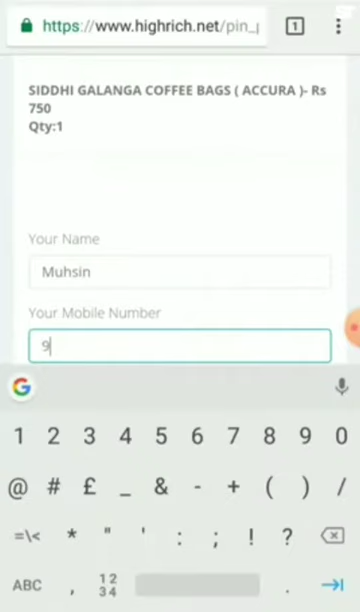 https://www.highrich.net/pin_p
1
SIDDHI GALANGA COFFEE BAGS ( ACCURA )- Rs
750
Qty:1
Your Name
Muhsin
Your Mobile Number
9
G
1 2 3 4 5 6 7 8 9 0
@ # £ _ & - + ( ) /
=\< * " ' : ; ! ?
ABC , 12 .
34